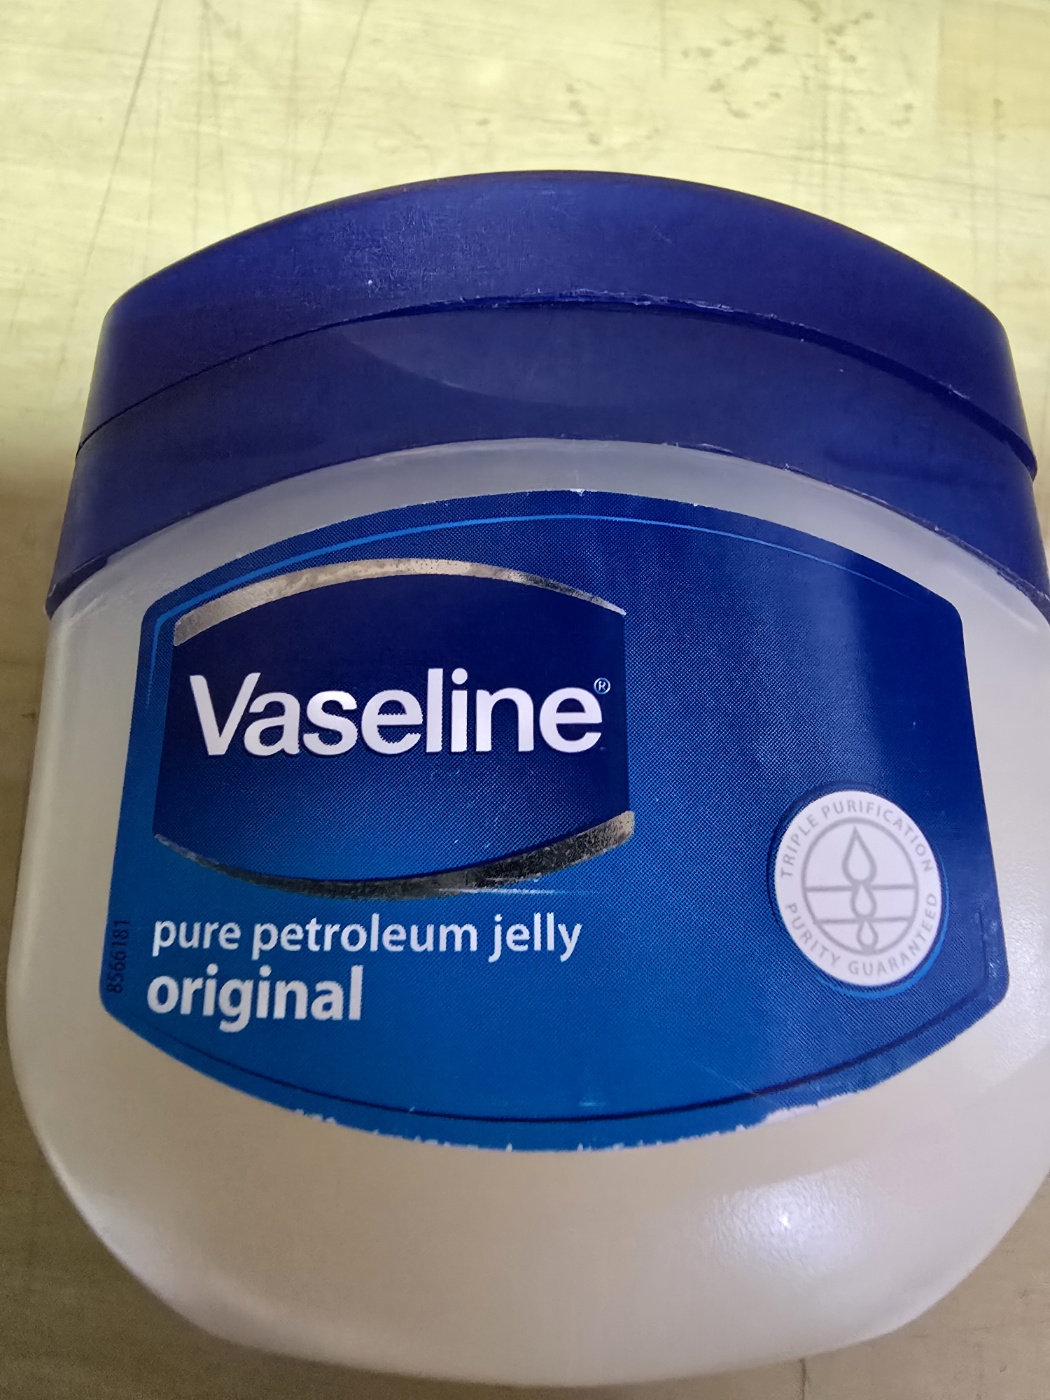 Vaseline®
pure petroleum jelly
original
TRIPLE PURIFICATION
PURITY GUARANTEED
8566181